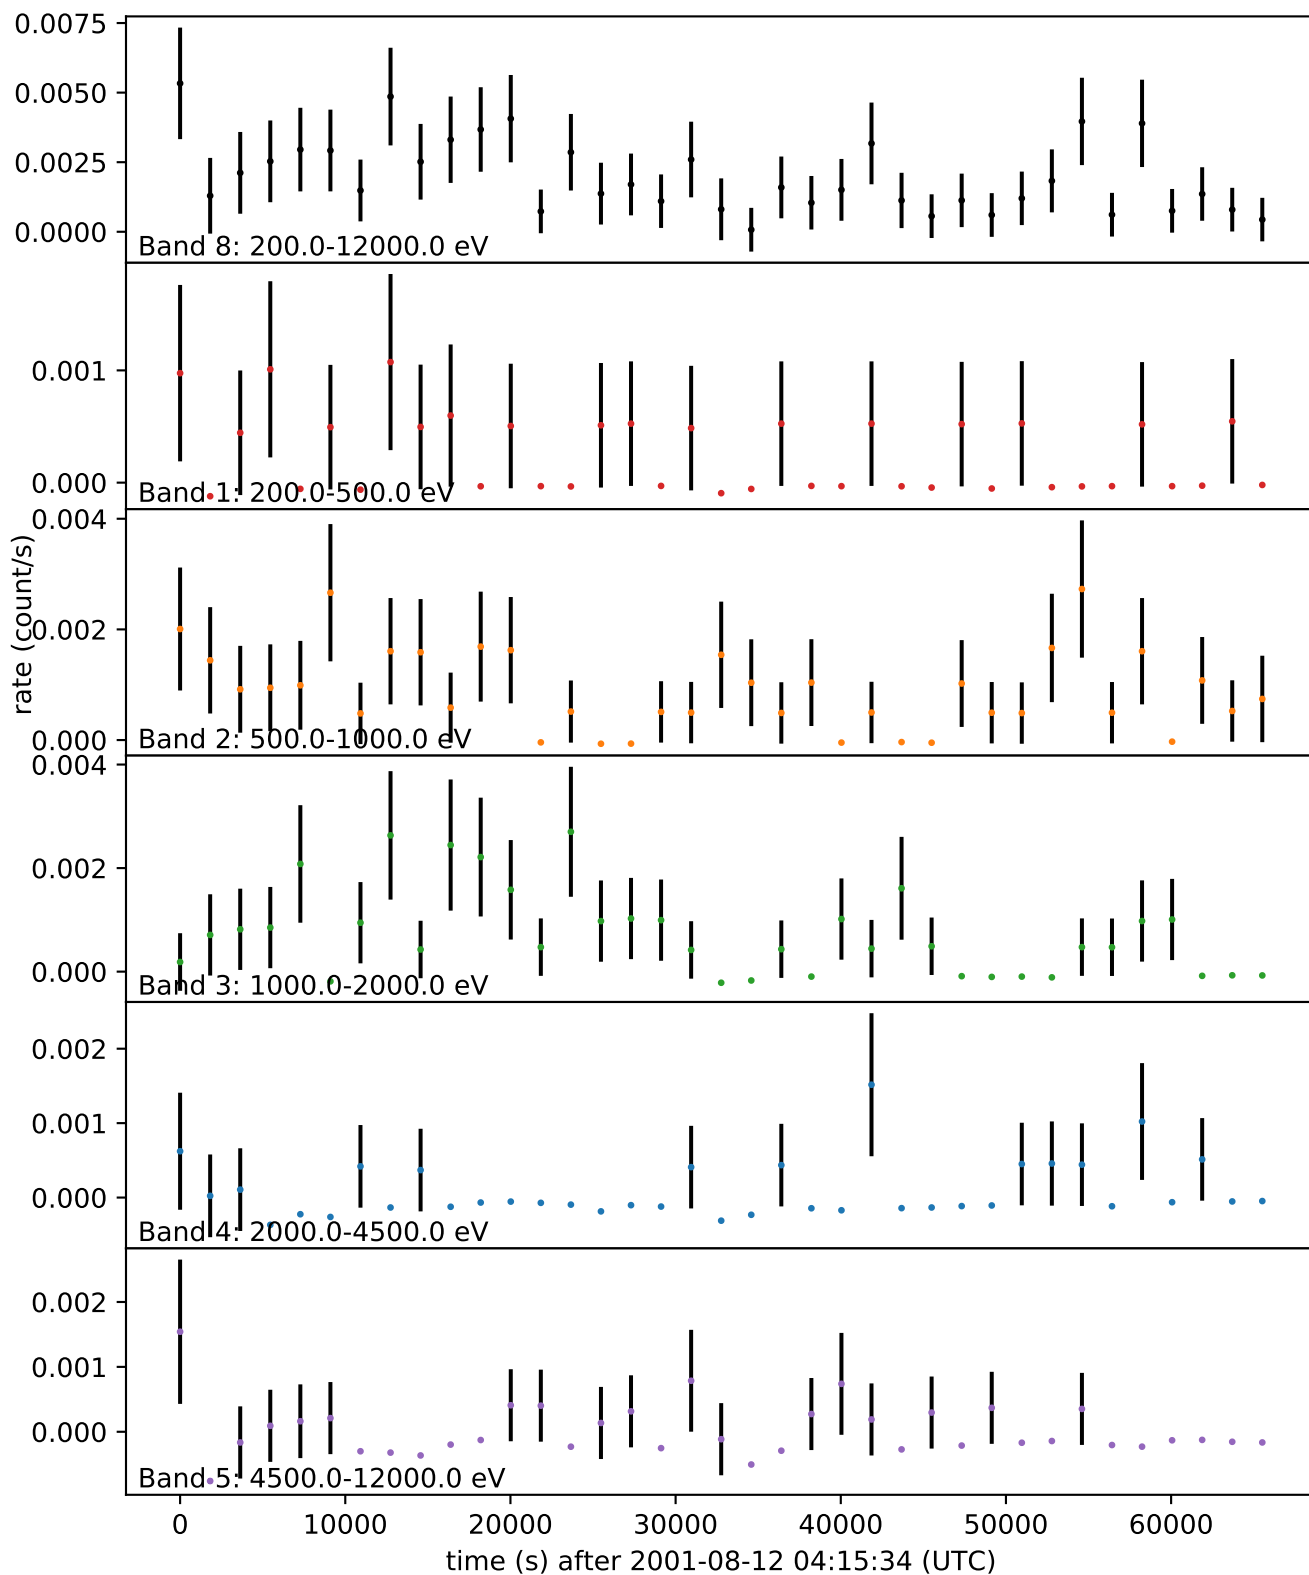 0.0075
0.0050
0.0025
0.0000
Band 8: 200.0-12000.0 eV
0.001
0.000
Band 1: 200.0-500.0 eV
rate (count/s)
0.004
0.002
0.000
Band 2: 500.0-1000.0 eV
0.004
0.002
0.000
Band 3: 1000.0-2000.0 eV
0.002
0.001
0.000
Band 4: 2000.0-4500.0 eV
0.002
0.001
0.000
Band 5: 4500.0-12000.0 eV
0 10000 20000 30000 40000 50000 60000
time (s) after 2001-08-12 04:15:34 (UTC)